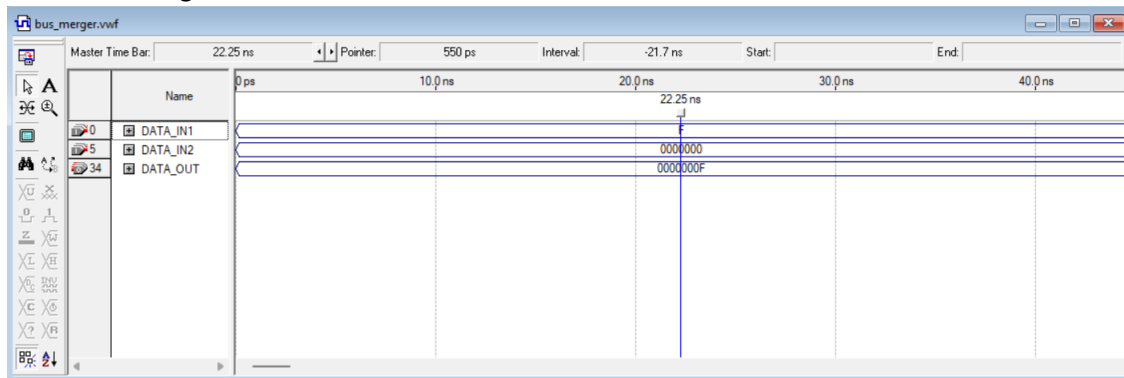 bus_merger.vwf
Master Time Bar: 22.25 ns Pointer: 550 ps Interval: -21.7 ns Start: End:
Name 0 ps 10.0 ns 20.0 ns 30.0 ns 40.0 ns
22.25 ns
0 DATA_IN1 F
5 DATA_IN2 0000000
34 DATA_OUT 0000000F